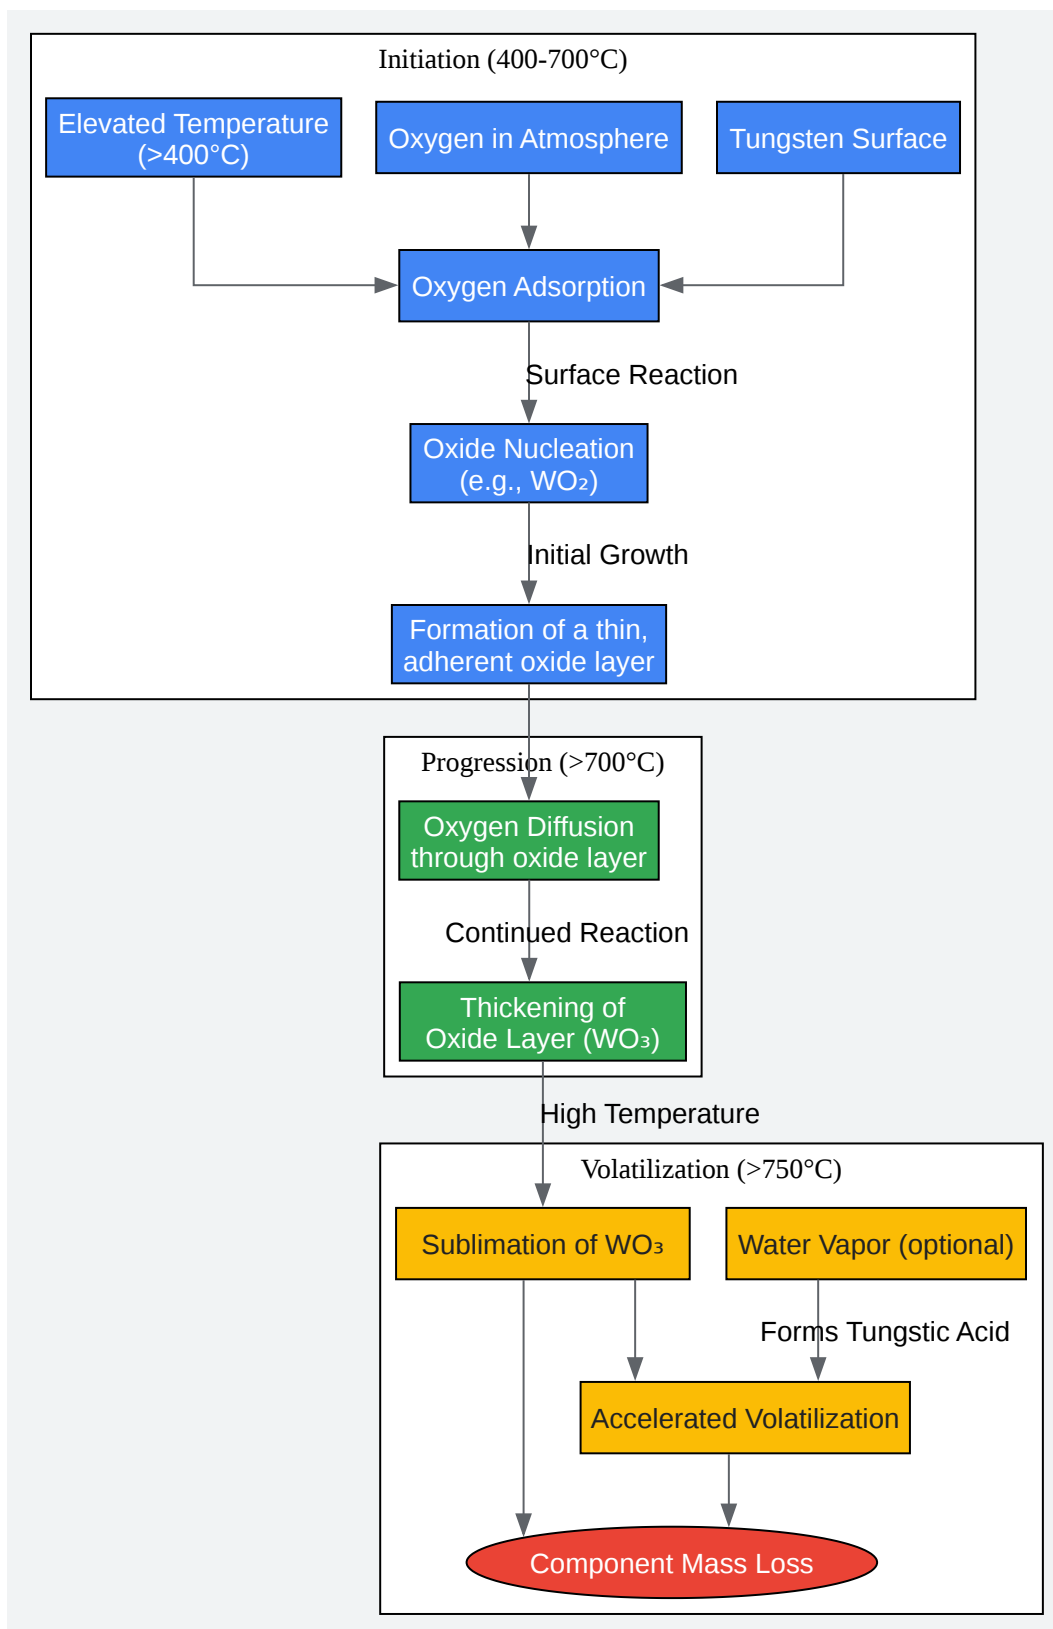 Initiation (400-700°C)
Elevated Temperature
(>400°C)
Oxygen in Atmosphere
Tungsten Surface
Oxygen Adsorption
Surface Reaction
Oxide Nucleation
(e.g., WO₂)
Initial Growth
Formation of a thin,
adherent oxide layer
Progression (>700°C)
Oxygen Diffusion
through oxide layer
Continued Reaction
Thickening of
Oxide Layer (WO₃)
High Temperature
Volatilization (>750°C)
Sublimation of WO₃
Water Vapor (optional)
Forms Tungstic Acid
Accelerated Volatilization
Component Mass Loss